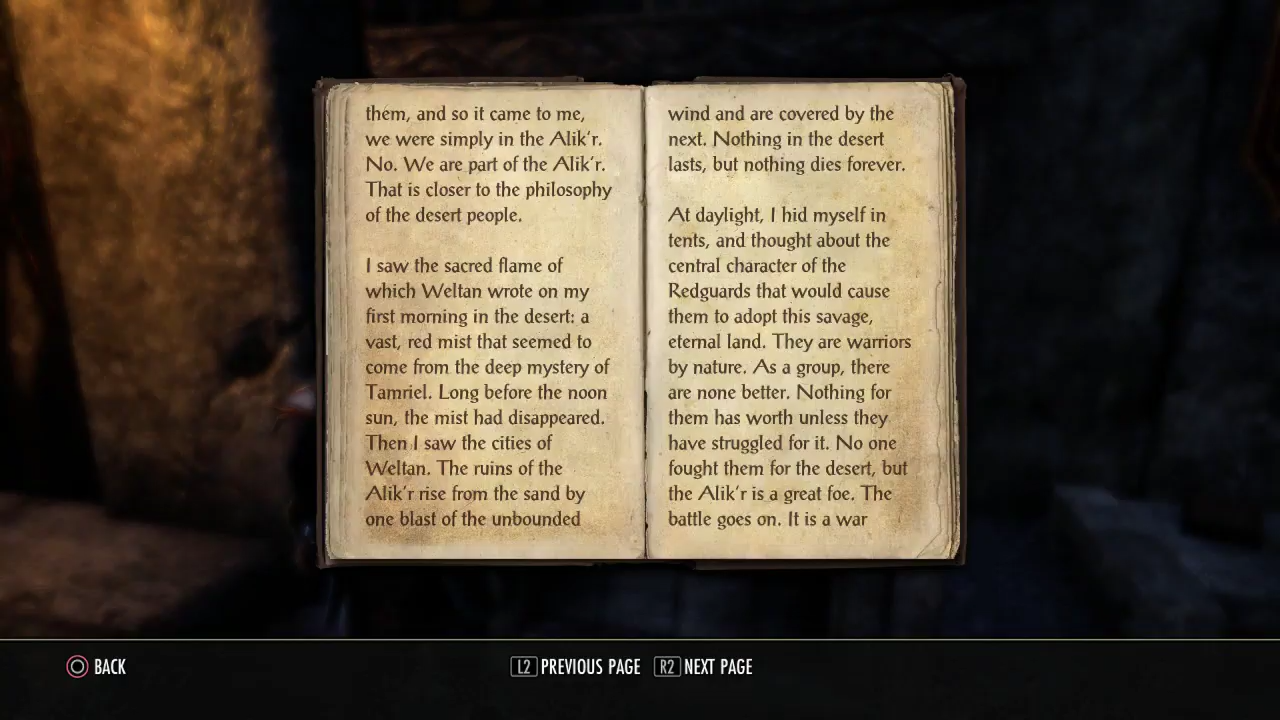 them, and so it came to me,
we were simply in the Alik'r.
No. We are part of the Alik'r.
That is closer to the philosophy
of the desert people.
I saw the sacred flame of
which Weltan wrote on my
first morning in the desert: a
vast, red mist that seemed to
come from the deep mystery of
Tamriel. Long before the noon
sun, the mist had disappeared.
Then I saw the cities of
Weltan. The ruins of the
Alik'r rise from the sand by
one blast of the unbounded
wind and are covered by the
next. Nothing in the desert
lasts, but nothing dies forever.
At daylight, I hid myself in
tents, and thought about the
central character of the
Redguards that would cause
them to adopt this savage,
eternal land. They are warriors
by nature. As a group, there
are none better. Nothing for
them has worth unless they
have struggled for it. No one
fought them for the desert, but
the Alik'r is a great foe. The
battle goes on. It is a war
BACK
L2 PREVIOUS PAGE R2 NEXT PAGE